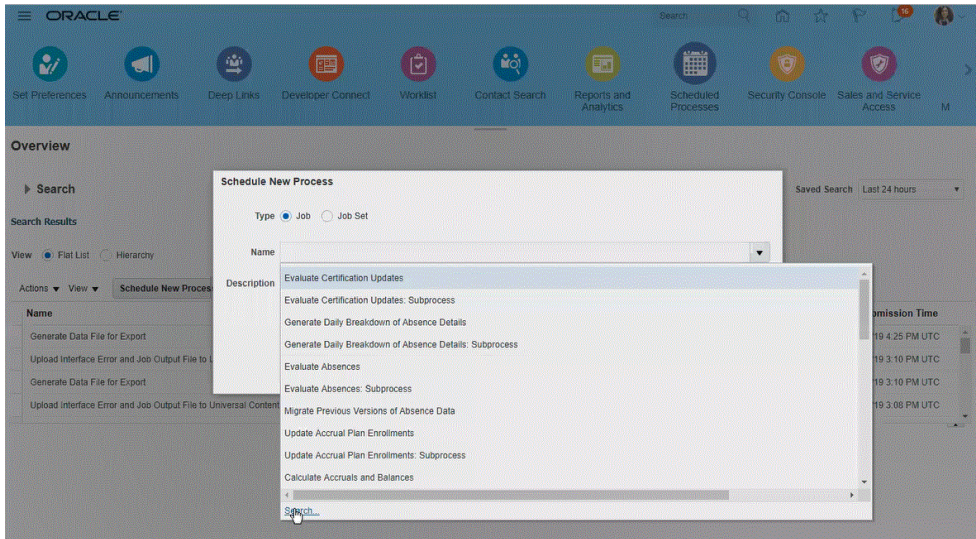 ORACLE
Search
16
Set Preferences
Announcements
Deep Links
Developer Connect
Worklist
Contact Search
Reports and
Analytics
Scheduled
Processes
Security Console
Sales and Service
Access
M
Overview
Search
Saved Search Last 24 hours
Search Results
View Flat List Hierarchy
Actions View Schedule New Proces
Name
mission Time
Generate Data File for Export
/19 4:25 PM UTC
Upload Interface Error and Job Output File to U
/19 3:10 PM UTC
Generate Data File for Export
/19 3:10 PM UTC
Upload Interface Error and Job Output File to Universal Content
/19 3:08 PM UTC
Schedule New Process
Type Job Job Set
Name
Description
Evaluate Certification Updates
Evaluate Certification Updates: Subprocess
Generate Daily Breakdown of Absence Details
Generate Daily Breakdown of Absence Details: Subprocess
Evaluate Absences
Evaluate Absences: Subprocess
Migrate Previous Versions of Absence Data
Update Accrual Plan Enrollments
Update Accrual Plan Enrollments: Subprocess
Calculate Accruals and Balances
Search...